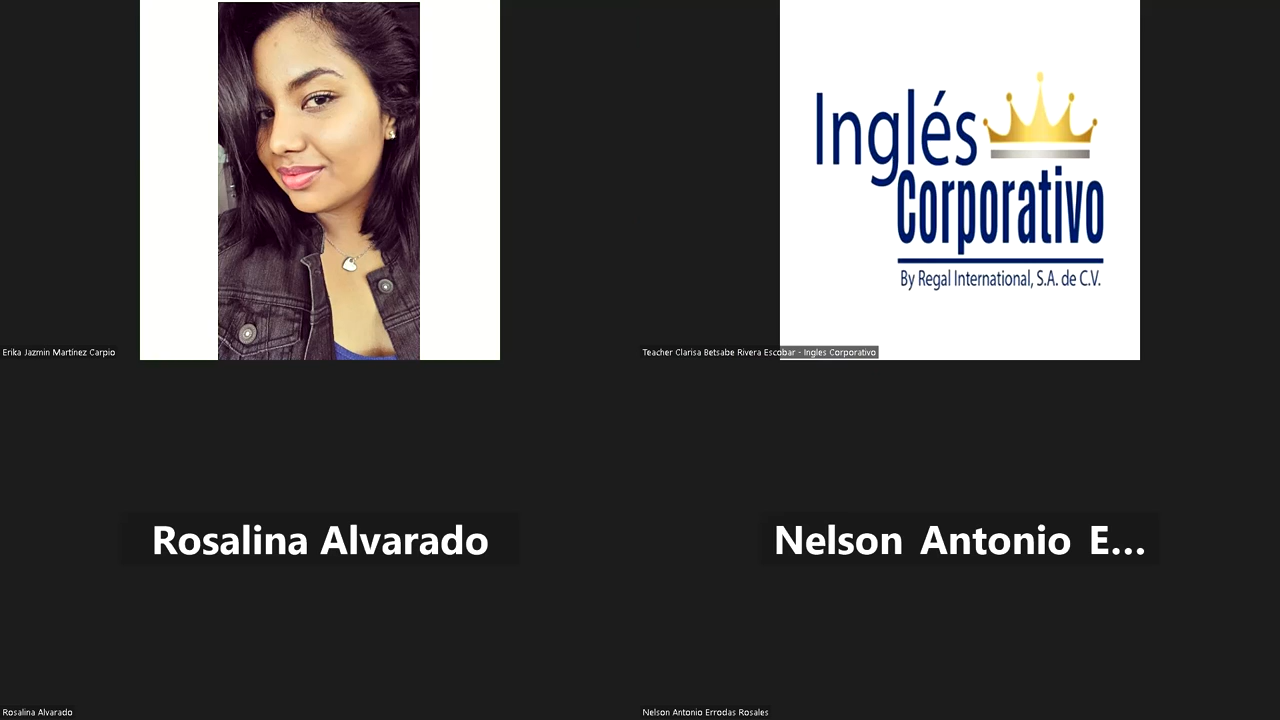 Inglés
Corporativo
By Regal International, S.A. de C.V.
Erika Jazmin Martínez Carpio
Teacher Clarisa Betsabe Rivera Escobar - Ingles Corporativo
Rosalina Alvarado
Nelson Antonio E...
Rosalina Alvarado
Nelson Antonio Errodas Rosales